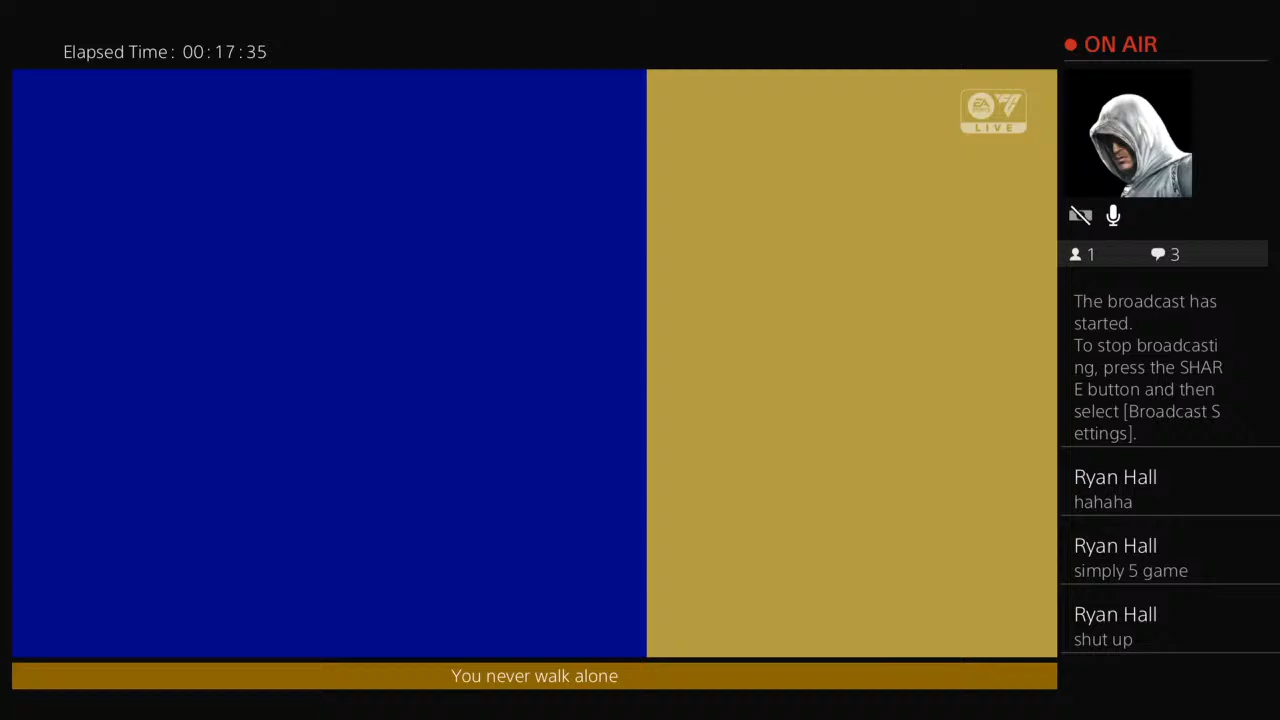 Elapsed Time: 00:17:35
ON AIR
EA
SPORTS
LIVE
1
3
The broadcast has
started.
To stop broadcasti
ng, press the SHAR
E button and then
select [Broadcast S
ettings].
Ryan Hall
hahaha
Ryan Hall
simply 5 game
Ryan Hall
shut up
You never walk alone